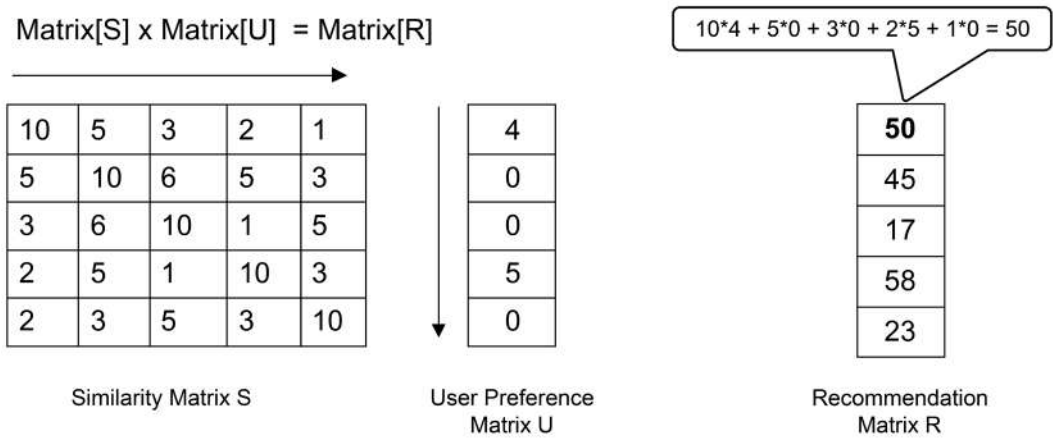 Matrix[S] x Matrix[U] = Matrix[R]
10*4 + 5*0 + 3*0 + 2*5 + 1*0 = 50
10 5 3 2 1
5 10 6 5 3
3 6 10 1 5
2 5 1 10 3
2 3 5 3 10
4
0
0
5
0
50
45
17
58
23
Similarity Matrix S
User Preference
Matrix U
Recommendation
Matrix R